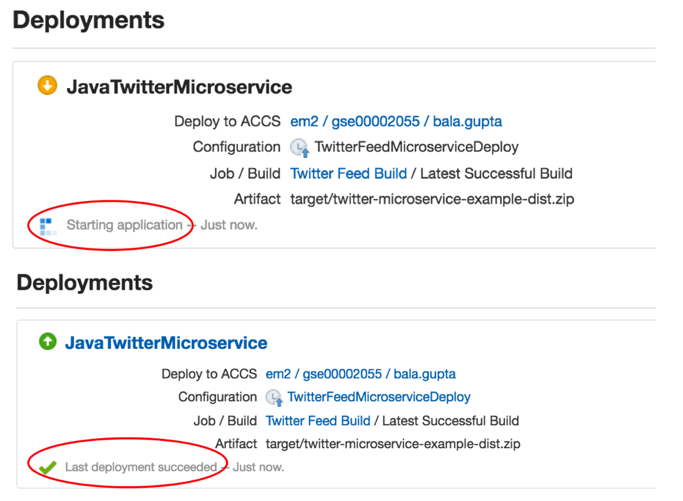 Deployments
JavaTwitterMicroservice
Deploy to ACCS em2 / gse00002055 / bala.gupta
Configuration TwitterFeedMicroserviceDeploy
Job / Build Twitter Feed Build / Latest Successful Build
Artifact target/twitter-microservice-example-dist.zip
Starting application – Just now.
Deployments
JavaTwitterMicroservice
Deploy to ACCS em2 / gse00002055 / bala.gupta
Configuration TwitterFeedMicroserviceDeploy
Job / Build Twitter Feed Build / Latest Successful Build
Artifact target/twitter-microservice-example-dist.zip
Last deployment succeeded – Just now.